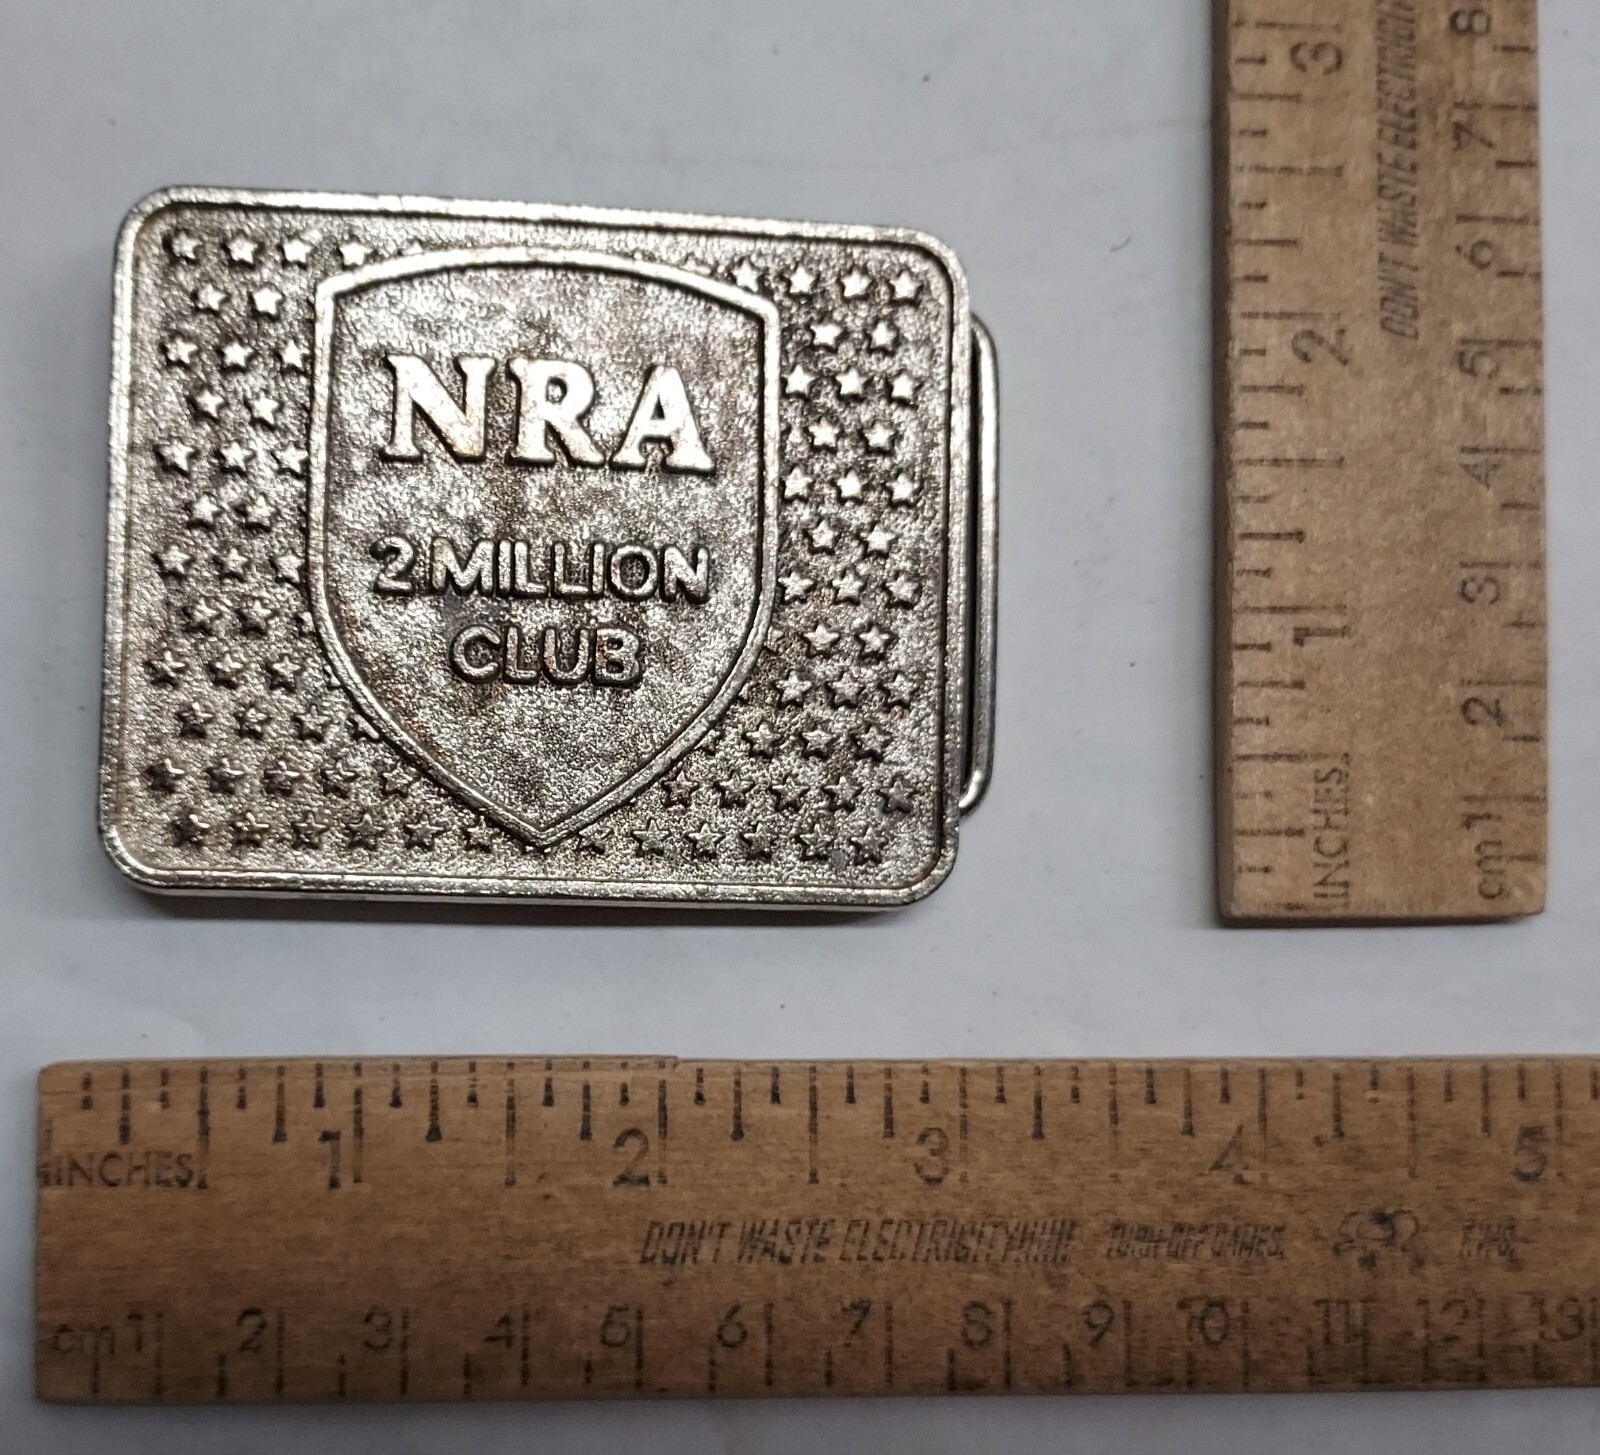 NRA
2 MILLION
CLUB
3
2
1
INCHES
DON'T WASTE ELECTRICITY
8
7
6
5
4
3
2
cm 1
1 2 3 4 5
INCHES
DON'T WASTE ELECTRICITY!!!!! TURN OFF GAMES.
cm 1 2 3 4 5 6 7 8 9 10 11 12 13